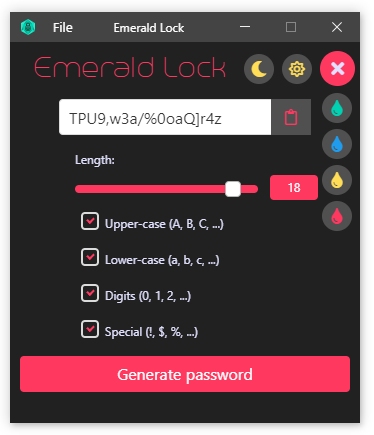 File Emerald Lock
Emerald Lock
TPU9,w3a/%0oaQ]r4z
Length:
18
Upper-case (A, B, C, ...)
Lower-case (a, b, c, ...)
Digits (0, 1, 2, ...)
Special (!, $, %, ...)
Generate password